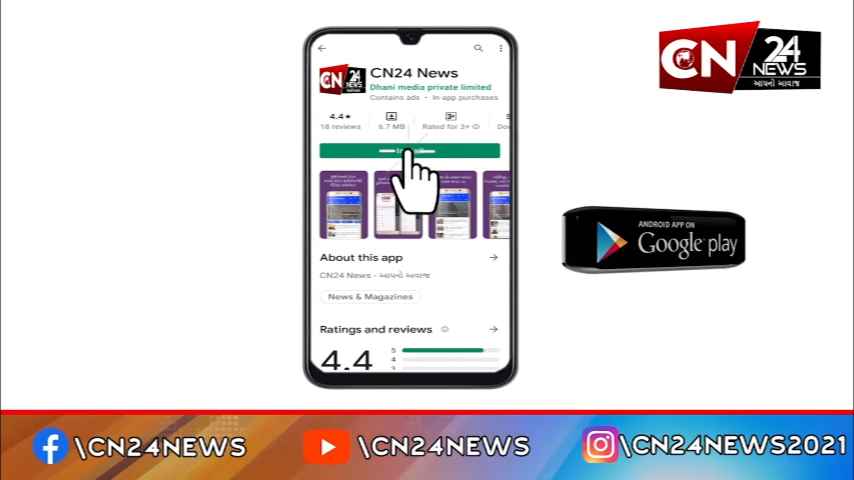 CN24 News
Dhani media private limited
Contains ads • In-app purchases
4.4★
18 reviews
6.7 MB
3+
Rated for 3+
About this app
CN24 News - આપનો અવાજ
News & Magazines
Ratings and reviews
4.4
5
4
3
CN 24 NEWS
આપનો અવાજ
ANDROID APP ON
Google play
\CN24NEWS
\CN24NEWS
\CN24NEWS2021